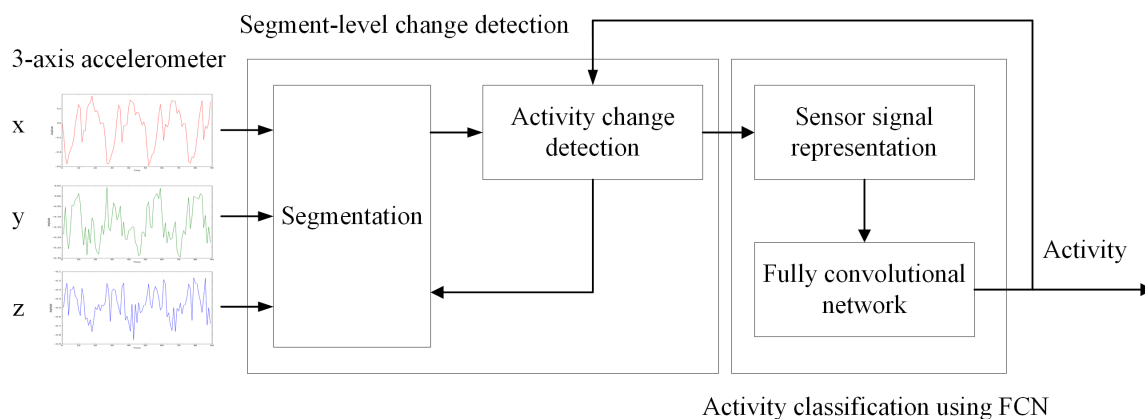 Segment-level change detection
3-axis accelerometer
x
y
z
Segmentation
Activity change
detection
Sensor signal
representation
Fully convolutional
network
Activity
Activity classification using FCN